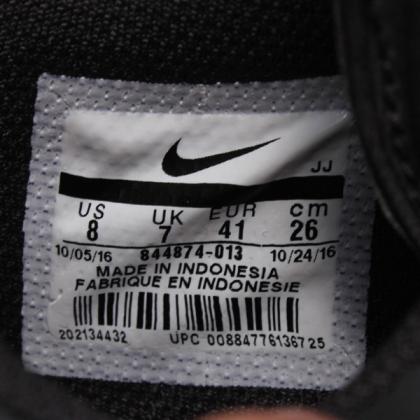 JJ
US UK EUR cm
8 7 41 26
10/05/16 844874-013 10/24/16
MADE IN INDONESIA
FABRIQUE EN INDONESIE
202134432 UPC 00884776136725